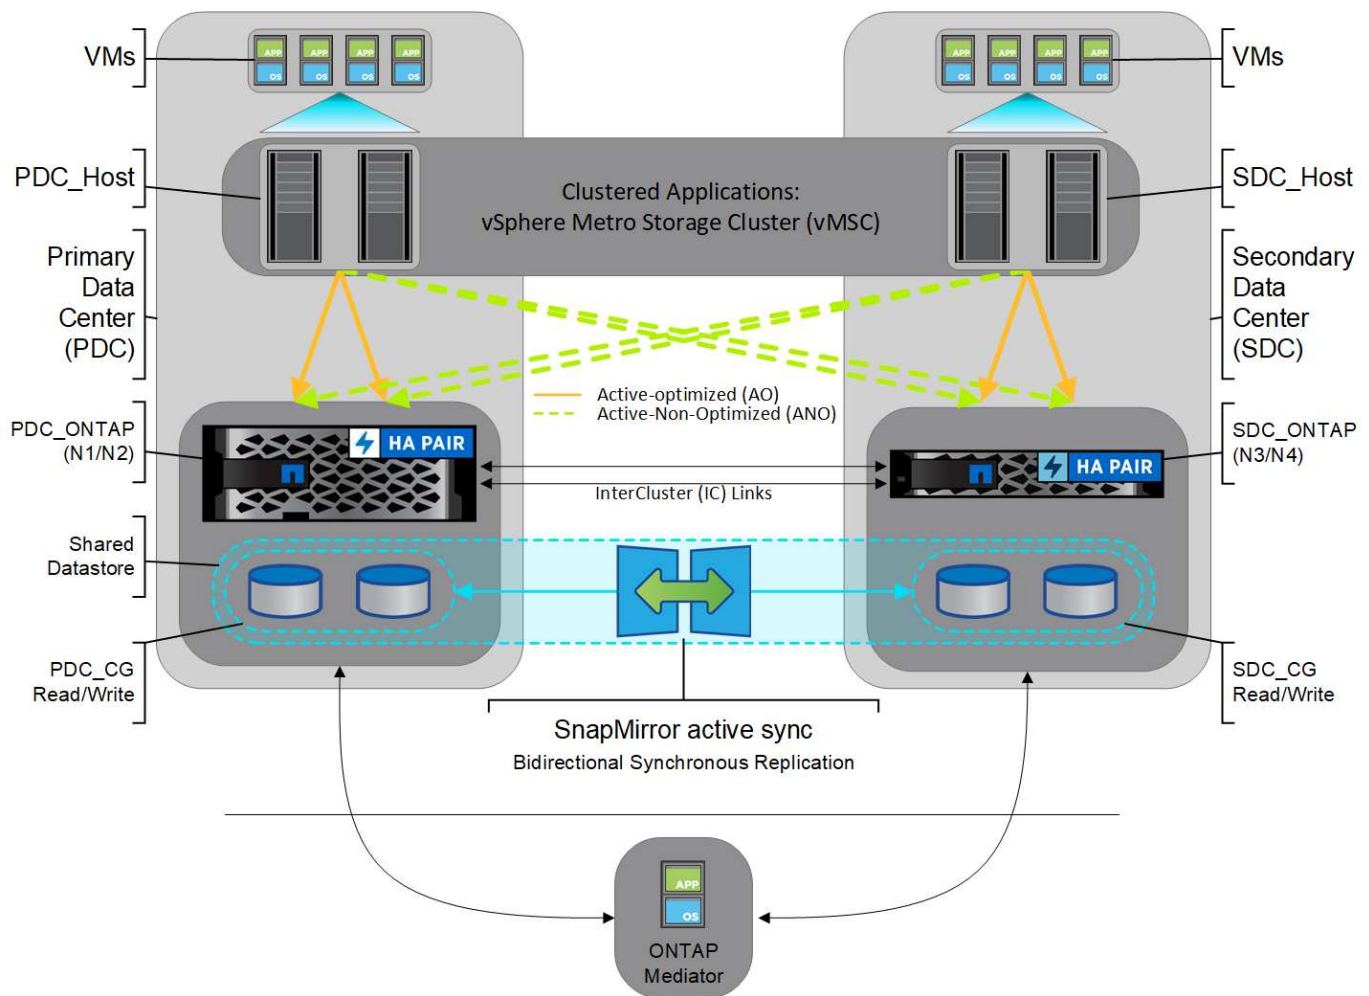 VMs
APP APP APP APP
OS OS OS OS
APP APP APP APP
OS OS OS OS
VMs
PDC_Host
Clustered Applications:
vSphere Metro Storage Cluster (vMSC)
SDC_Host
Primary
Data
Center
(PDC)
Secondary
Data
Center
(SDC)
Active-optimized (AO)
Active-Non-Optimized (ANO)
PDC_ONTAP
(N1/N2)
HA PAIR
InterCluster (IC) Links
HA PAIR
SDC_ONTAP
(N3/N4)
Shared
Datastore
PDC_CG
Read/Write
SDC_CG
Read/Write
SnapMirror active sync
Bidirectional Synchronous Replication
APP
OS
ONTAP
Mediator